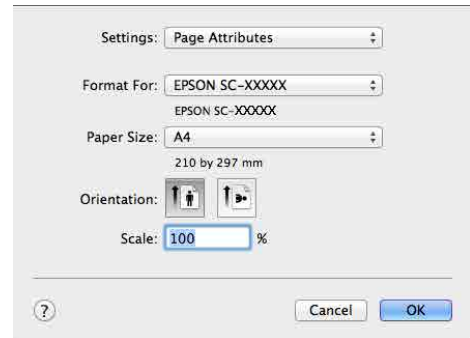 Settings: Page Attributes
Format For: EPSON SC-XXXXX
EPSON SC-XXXXX
Paper Size: A4
210 by 297 mm
Orientation:
Scale: 100 %
? Cancel OK